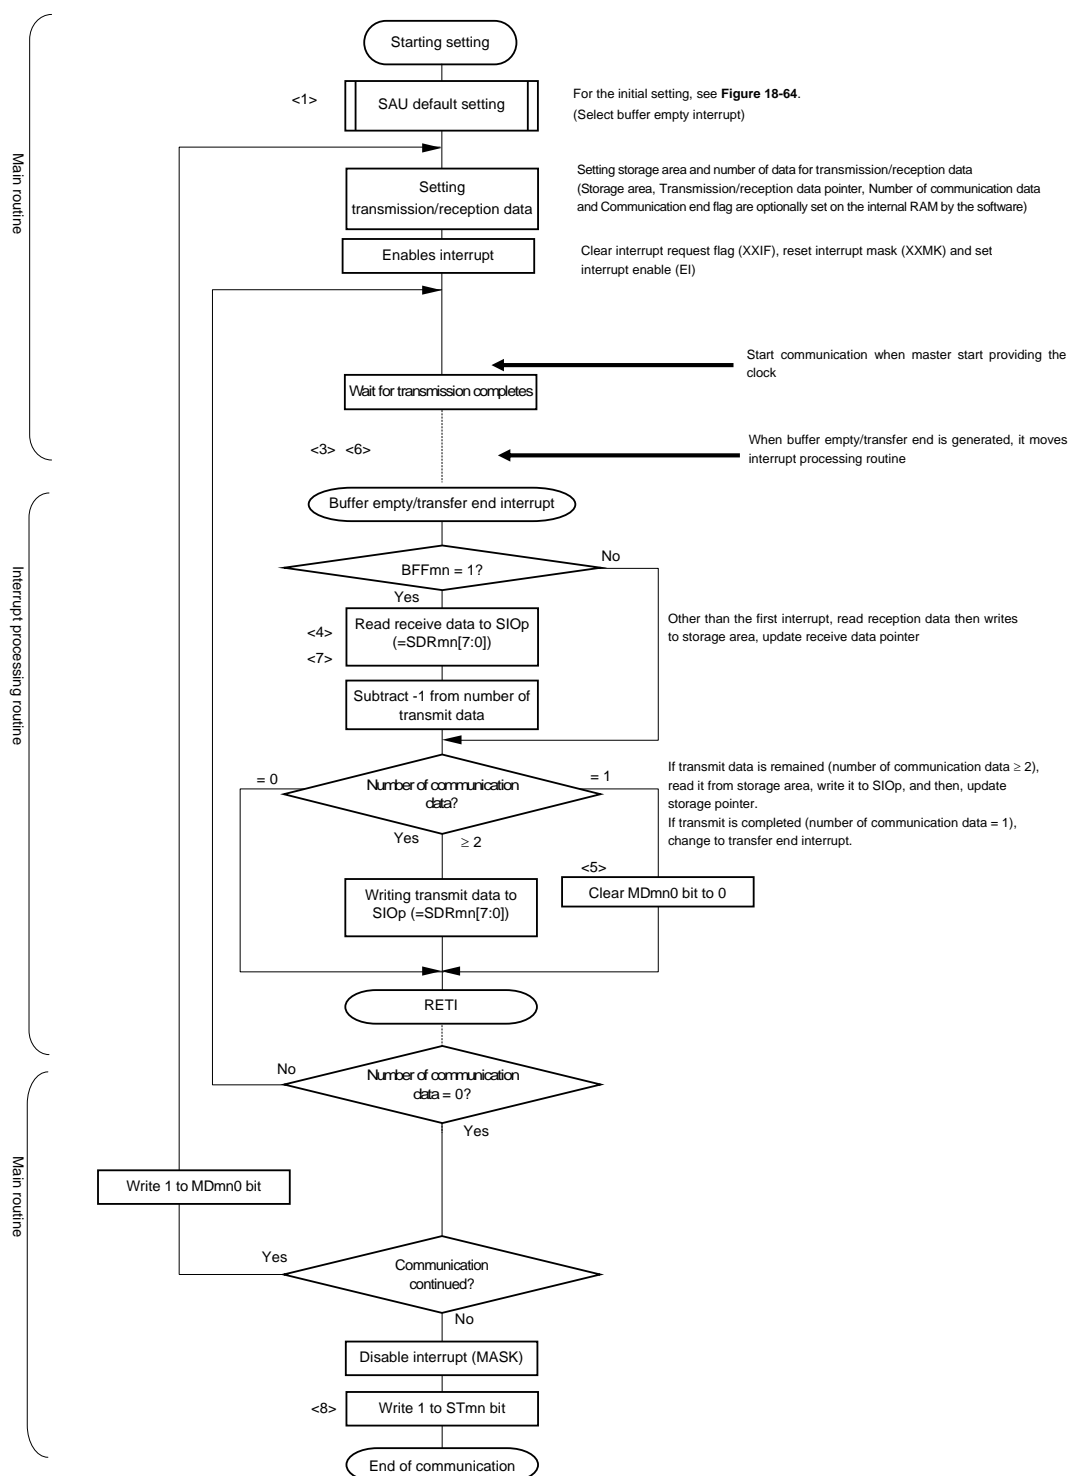 Starting setting
<1>
SAU default setting
For the initial setting, see Figure 18-64.
(Select buffer empty interrupt)
Main routine
Setting
transmission/reception data
Setting storage area and number of data for transmission/reception data
(Storage area, Transmission/reception data pointer, Number of communication data
and Communication end flag are optionally set on the internal RAM by the software)
Enables interrupt
Clear interrupt request flag (XXIF), reset interrupt mask (XXMK) and set
interrupt enable (EI)
Start communication when master start providing the
clock
Wait for transmission completes
<3> <6>
When buffer empty/transfer end is generated, it moves
interrupt processing routine
Buffer empty/transfer end interrupt
Interrupt processing routine
BFFmn = 1?
No
Yes
<4>
<7>
Read receive data to SIOp
(=SDRmn[7:0])
Other than the first interrupt, read reception data then writes
to storage area, update receive data pointer
Subtract -1 from number of
transmit data
= 0
Number of communication
data?
= 1
Yes
≥ 2
If transmit data is remained (number of communication data ≥ 2),
read it from storage area, write it to SIOp, and then, update
storage pointer.
If transmit is completed (number of communication data = 1),
change to transfer end interrupt.
<5>
Writing transmit data to
SIOp (=SDRmn[7:0])
Clear MDmn0 bit to 0
RETI
No
Number of communication
data = 0?
Yes
Main routine
Write 1 to MDmn0 bit
Yes
Communication
continued?
No
Disable interrupt (MASK)
<8>
Write 1 to STmn bit
End of communication